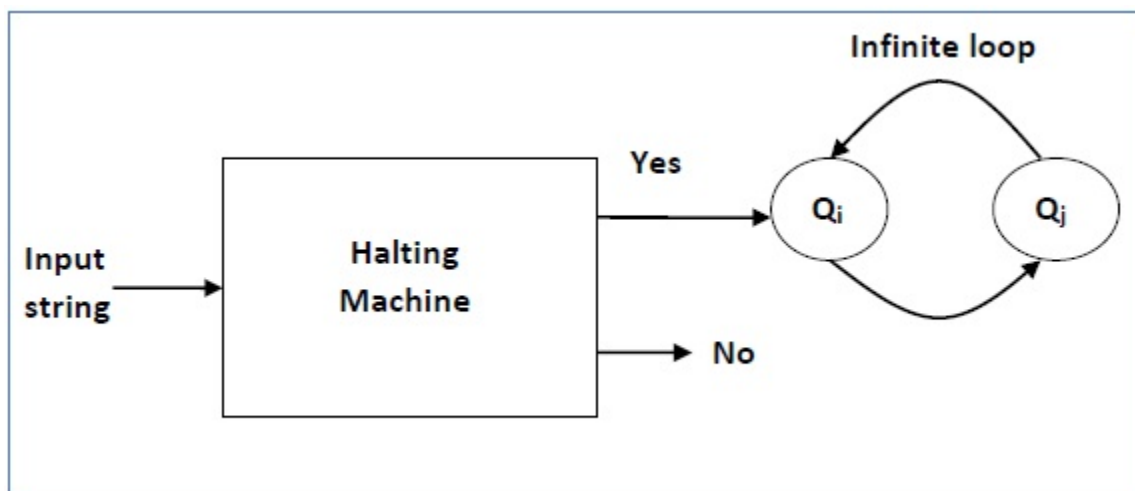 Infinite loop
Yes
Qi
Qj
Input
string
Halting
Machine
No